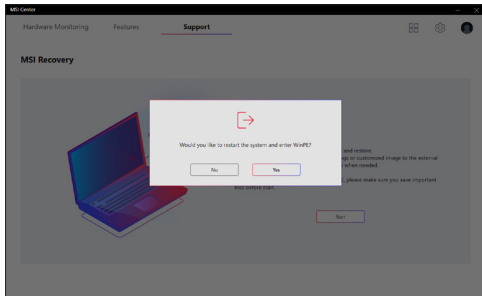 MSI Center
Hardware Monitoring Features Support
MSI Recovery
Would you like to restart the system and enter WinPE?
No Yes
and restore.
or customized image to the external
when needed.
, please make sure you save important
files before start.
Start